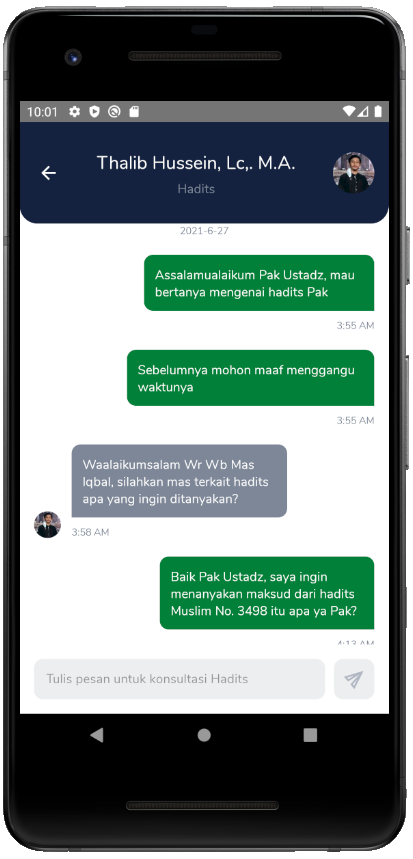 10:01
Thalib Hussein, Lc,. M.A.
Hadits
2021-6-27
Assalamualaikum Pak Ustadz, mau
bertanya mengenai hadits Pak
3:55 AM
Sebelumnya mohon maaf menggangu
waktunya
3:55 AM
Waalaikumsalam Wr Wb Mas
Iqbal, silahkan mas terkait hadits
apa yang ingin ditanyakan?
3:58 AM
Baik Pak Ustadz, saya ingin
menanyakan maksud dari hadits
Muslim No. 3498 itu apa ya Pak?
4:13 AM
Tulis pesan untuk konsultasi Hadits